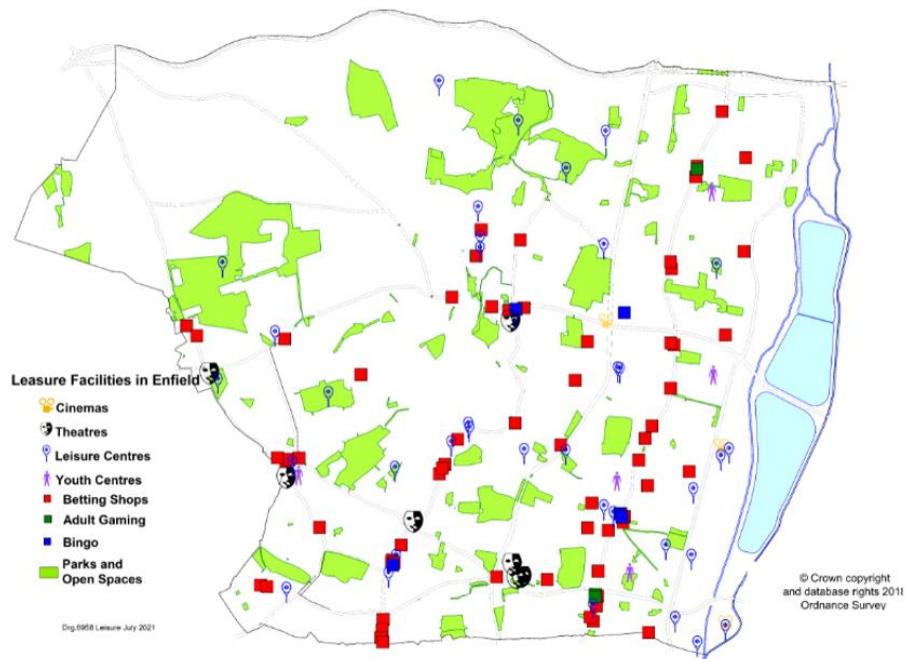 Leasure Facilities in Enfield
Cinemas
Theatres
Leisure Centres
Youth Centres
Betting Shops
Adult Gaming
Bingo
Parks and
Open Spaces
Drg.6958 Leisure July 2021
© Crown copyright
and database rights 2018
Ordnance Survey